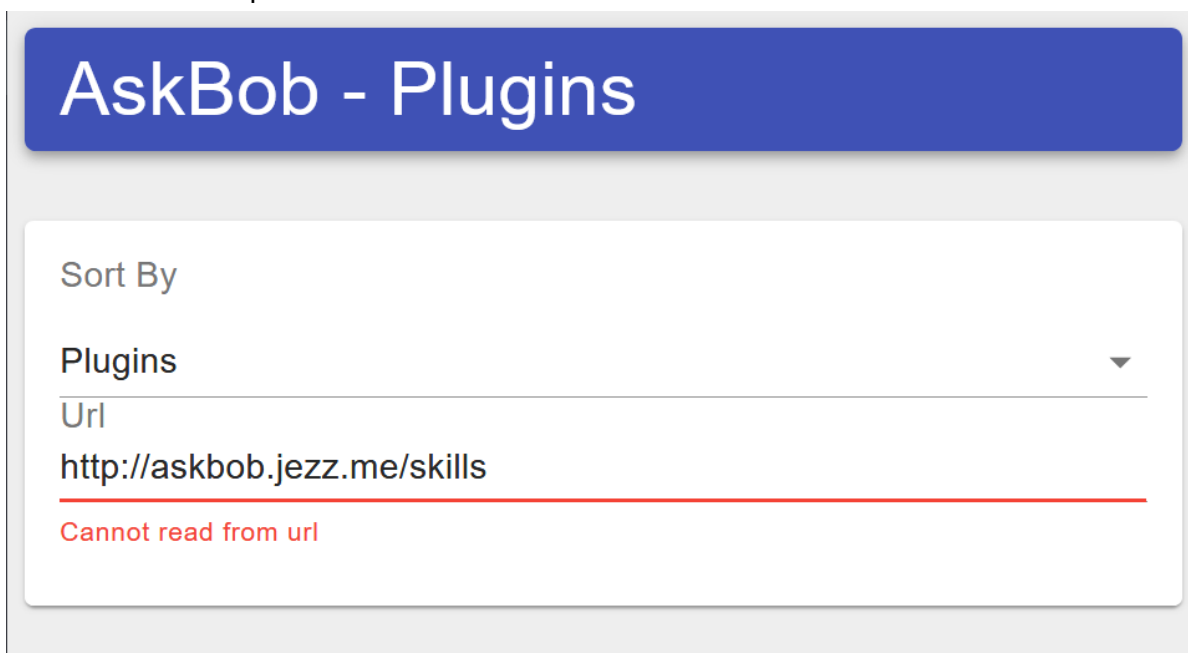 AskBob - Plugins
Sort By
Plugins
Url
http://askbob.jezz.me/skills
Cannot read from url